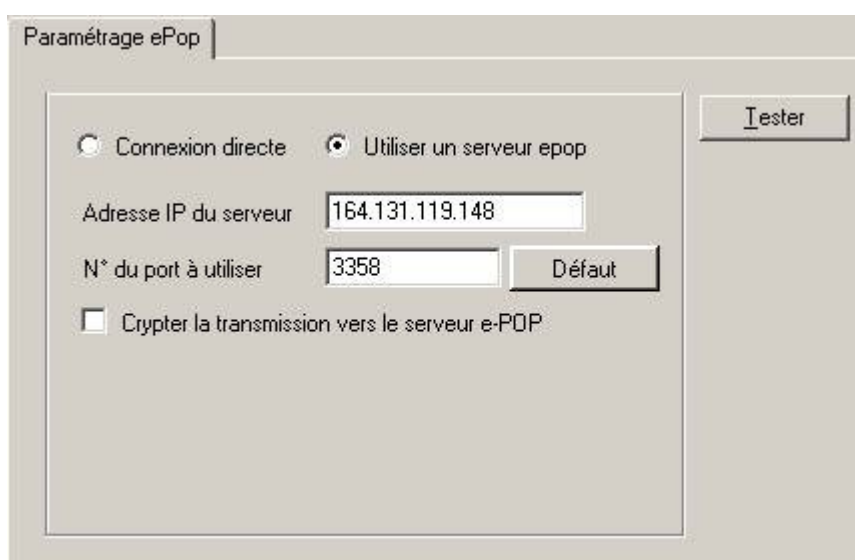 Paramétrage ePop
Tester
Connexion directe Utiliser un serveur epop
Adresse IP du serveur 164.131.119.148
N° du port à utiliser 3358 Défaut
Crypter la transmission vers le serveur e-POP